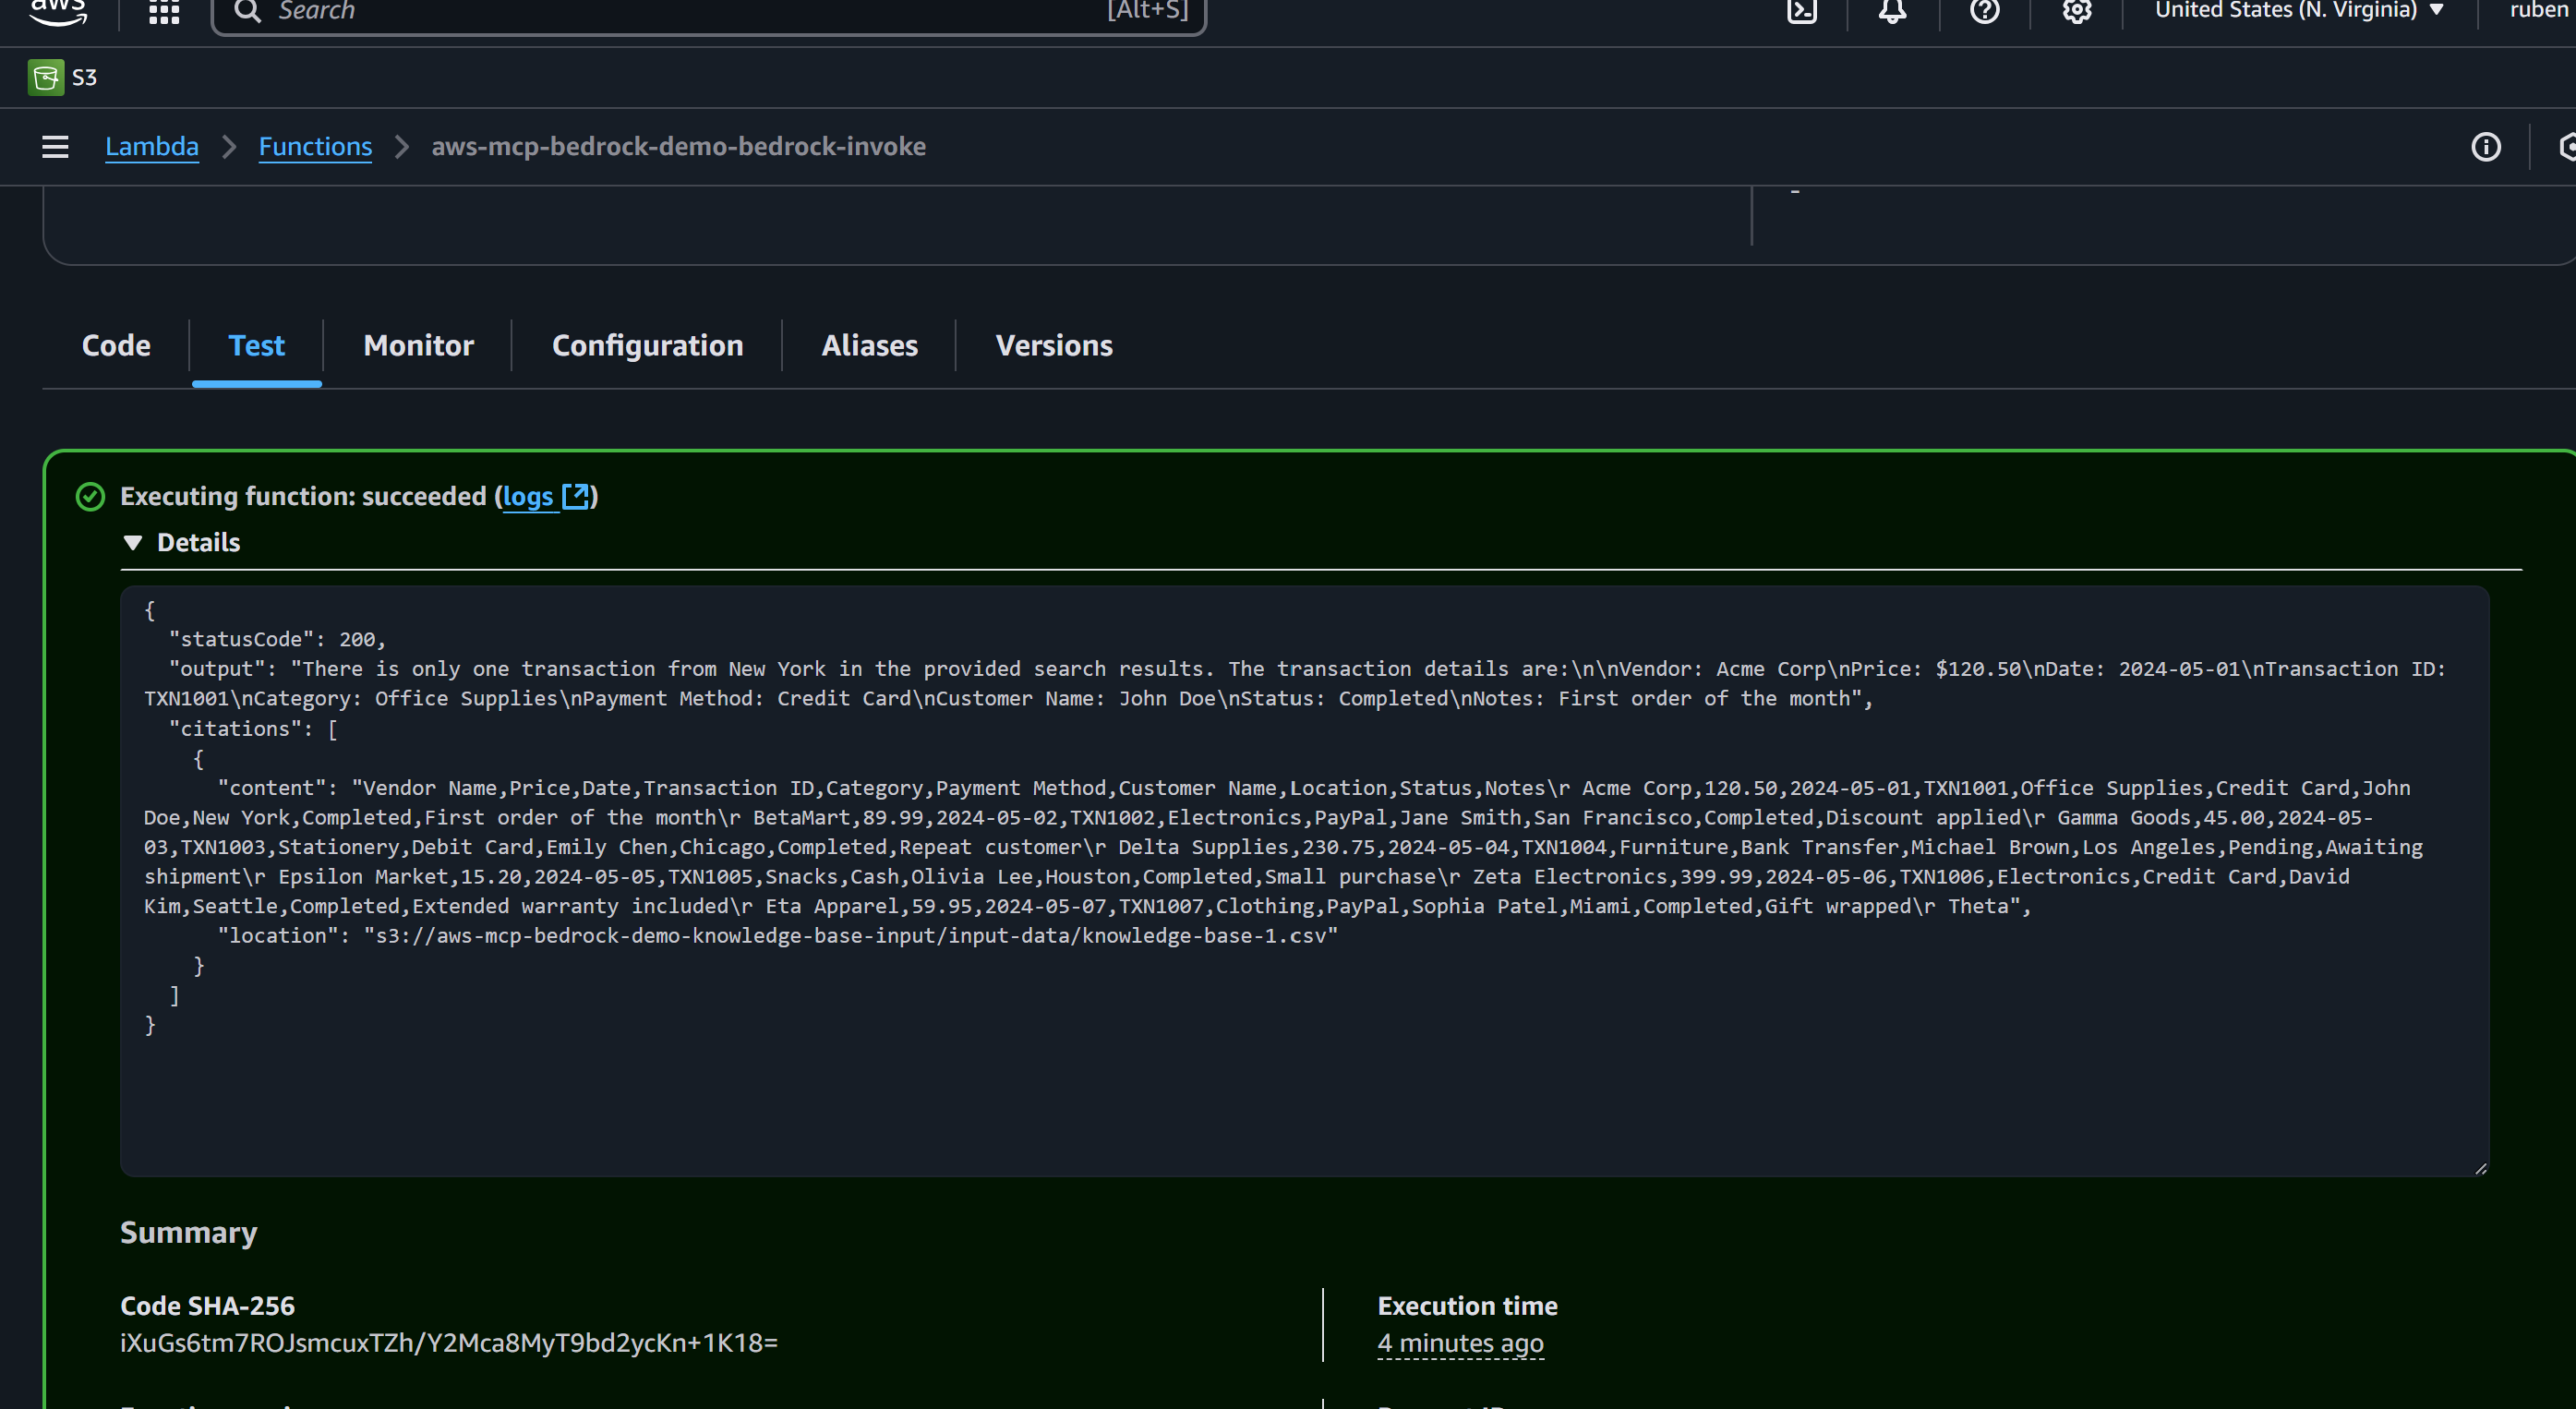 aws
Search
[Alt+S]
United States (N. Virginia)
ruben
S3
Lambda
Functions
aws-mcp-bedrock-demo-bedrock-invoke
-
Code
Test
Monitor
Configuration
Aliases
Versions
Executing function: succeeded (logs)
Details
{
"statusCode": 200,
"output": "There is only one transaction from New York in the provided search results. The transaction details are:\n\nVendor: Acme Corp\nPrice: $120.50\nDate: 2024-05-01\nTransaction ID:
TXN1001\nCategory: Office Supplies\nPayment Method: Credit Card\nCustomer Name: John Doe\nStatus: Completed\nNotes: First order of the month",
"citations": [
{
"content": "Vendor Name,Price,Date,Transaction ID,Category,Payment Method,Customer Name,Location,Status,Notes\r Acme Corp,120.50,2024-05-01,TXN1001,Office Supplies,Credit Card,John
Doe,New York,Completed,First order of the month\r BetaMart,89.99,2024-05-02,TXN1002,Electronics,PayPal,Jane Smith,San Francisco,Completed,Discount applied\r Gamma Goods,45.00,2024-05-
03,TXN1003,Stationery,Debit Card,Emily Chen,Chicago,Completed,Repeat customer\r Delta Supplies,230.75,2024-05-04,TXN1004,Furniture,Bank Transfer,Michael Brown,Los Angeles,Pending,Awaiting
shipment\r Epsilon Market,15.20,2024-05-05,TXN1005,Snacks,Cash,Olivia Lee,Houston,Completed,Small purchase\r Zeta Electronics,399.99,2024-05-06,TXN1006,Electronics,Credit Card,David
Kim,Seattle,Completed,Extended warranty included\r Eta Apparel,59.95,2024-05-07,TXN1007,Clothing,PayPal,Sophia Patel,Miami,Completed,Gift wrapped\r Theta",
"location": "s3://aws-mcp-bedrock-demo-knowledge-base-input/input-data/knowledge-base-1.csv"
}
]
}
Summary
Code SHA-256
iXuGs6tm7ROJsmcuxTZh/Y2Mca8MyT9bd2ycKn+1K18=
Execution time
4 minutes ago